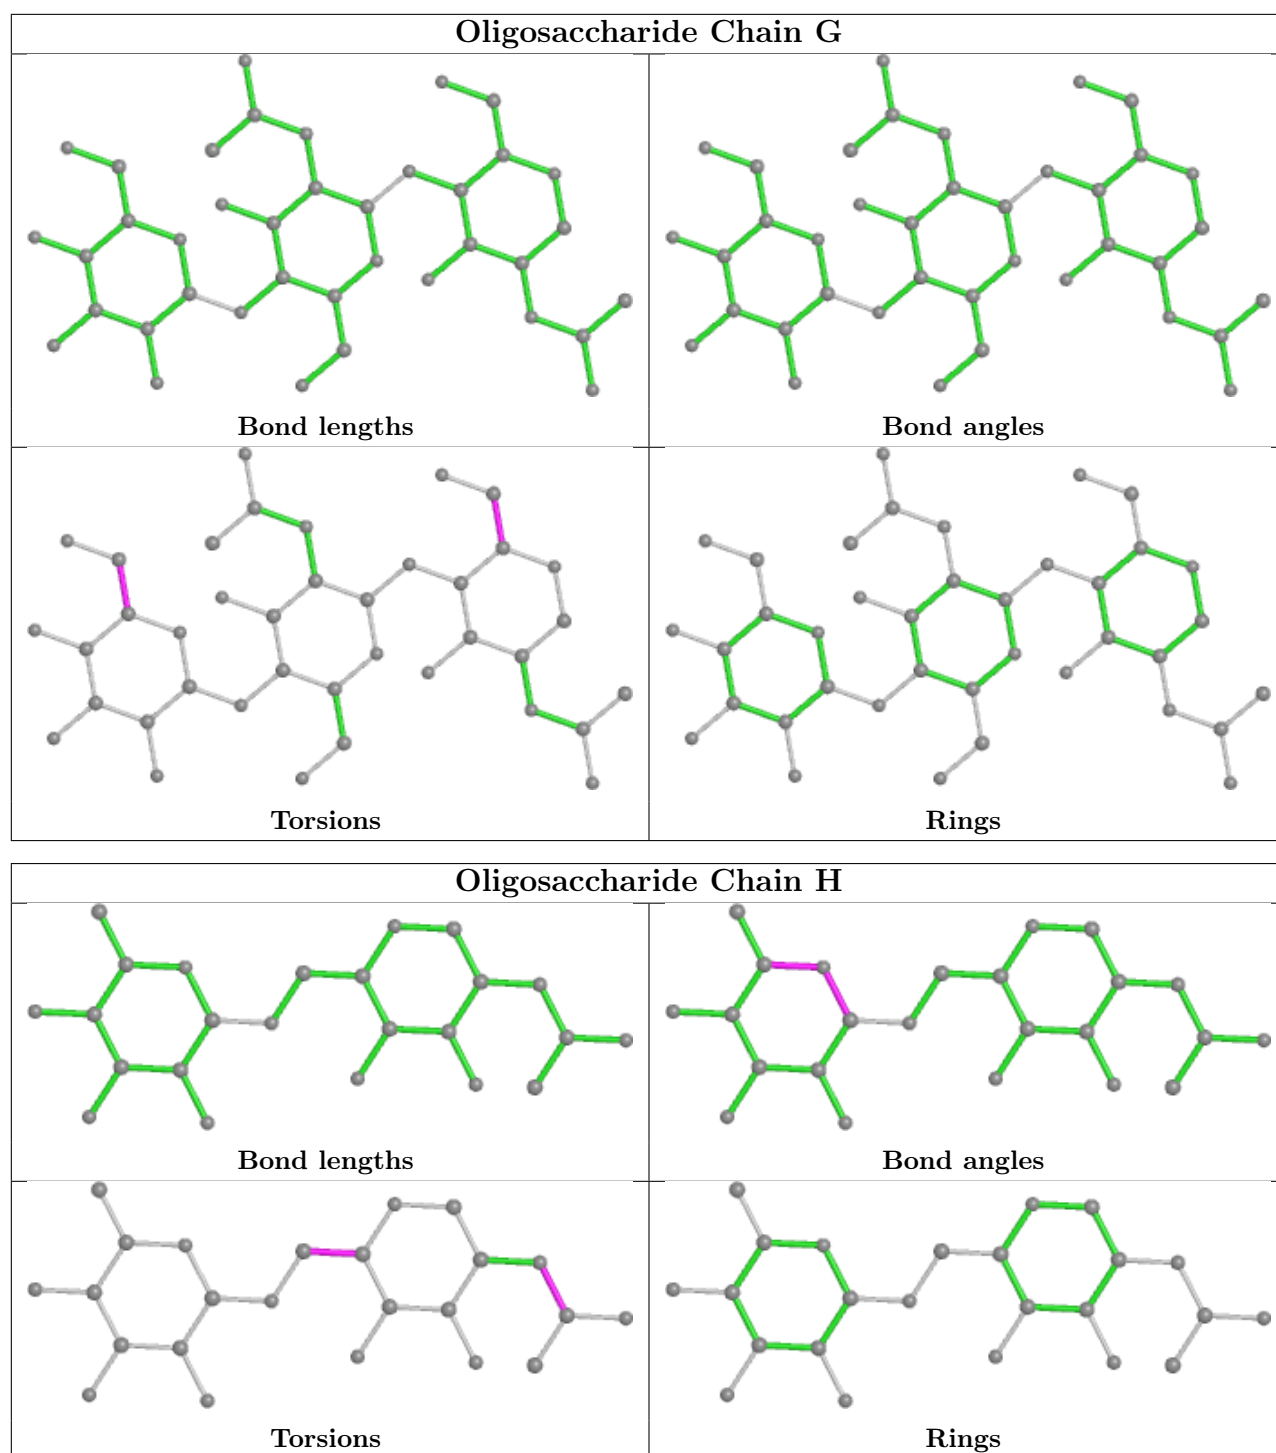 Oligosaccharide Chain G
Bond lengths
Bond angles
Torsions
Rings
Oligosaccharide Chain H
Bond lengths
Bond angles
Torsions
Rings